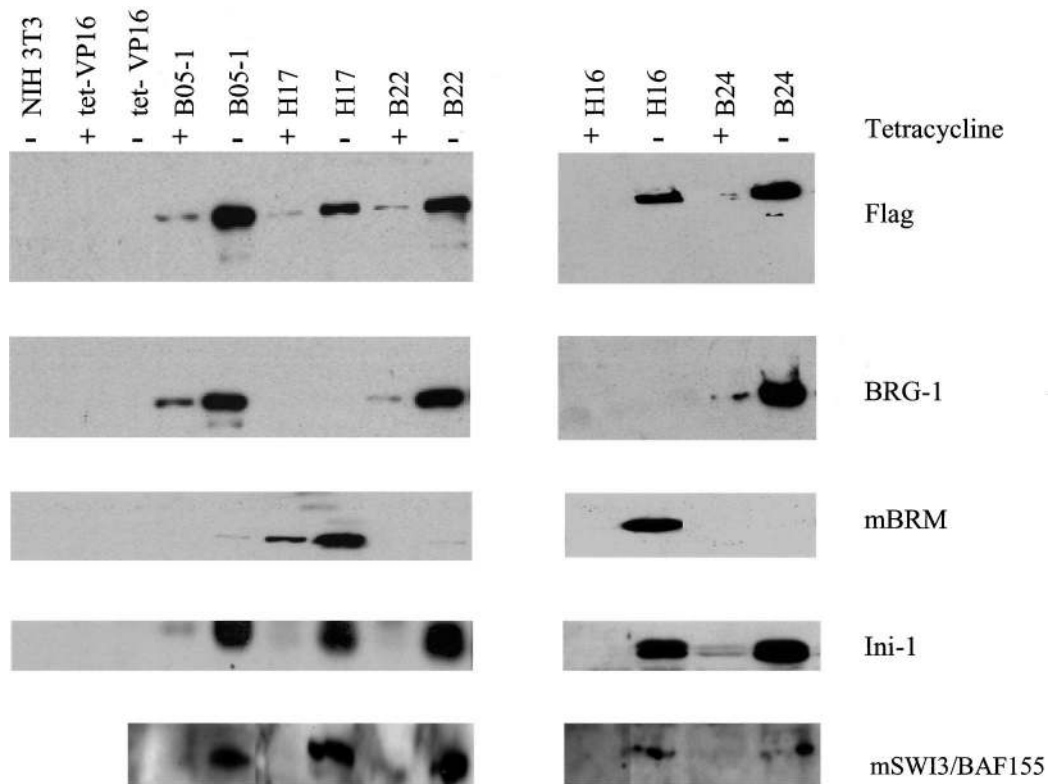 - NIH 3T3
+ tet-VP16
- tet- VP16
+ B05-1
- B05-1
+ H17
- H17
+ B22
- B22
+ H16
- H16
+ B24
- B24
Tetracycline
Flag
BRG-1
mBRM
Ini-1
mSWI3/BAF155